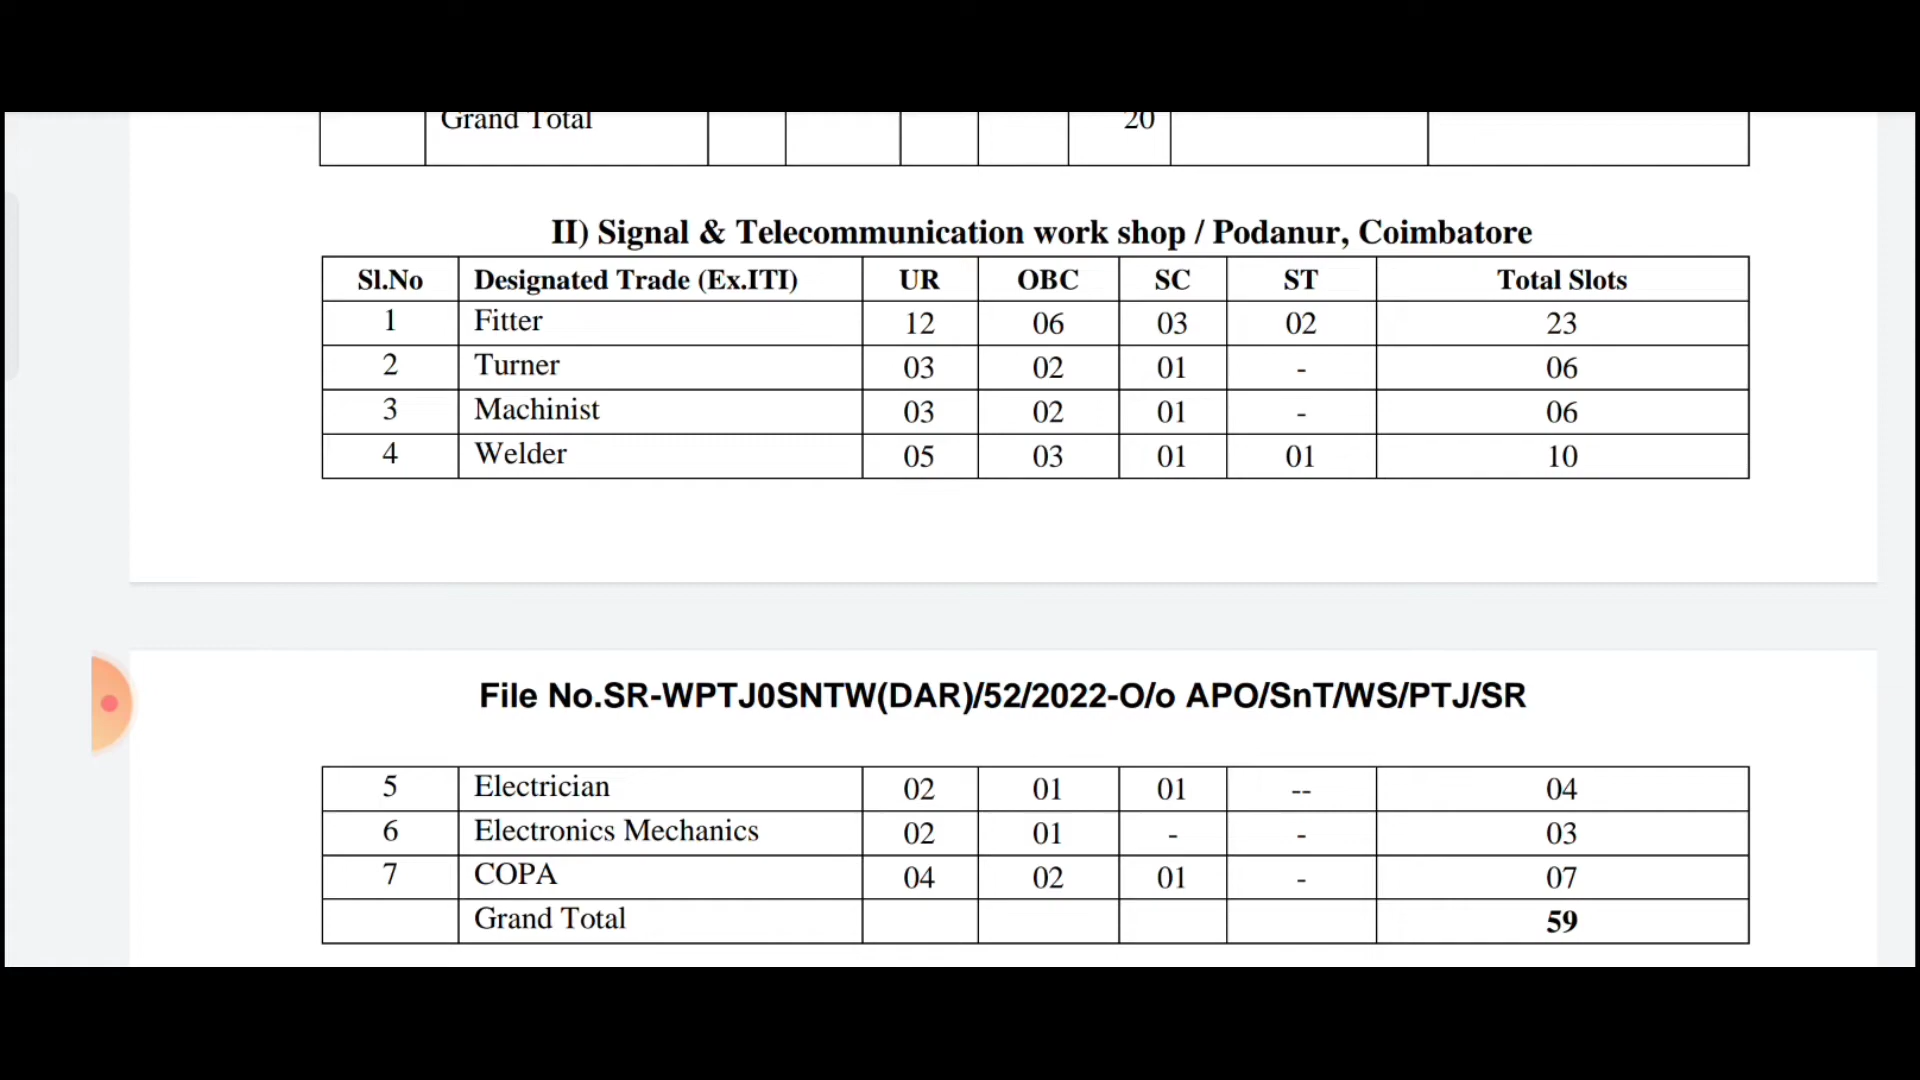 Grand Total 20
II) Signal & Telecommunication work shop / Podanur, Coimbatore
Sl.No Designated Trade (Ex.ITI) UR OBC SC ST Total Slots
1 Fitter 12 06 03 02 23
2 Turner 03 02 01 - 06
3 Machinist 03 02 01 - 06
4 Welder 05 03 01 01 10
File No.SR-WPTJ0SNTW(DAR)/52/2022-O/o APO/SnT/WS/PTJ/SR
5 Electrician 02 01 01 -- 04
6 Electronics Mechanics 02 01 - - 03
7 COPA 04 02 01 - 07
Grand Total 59